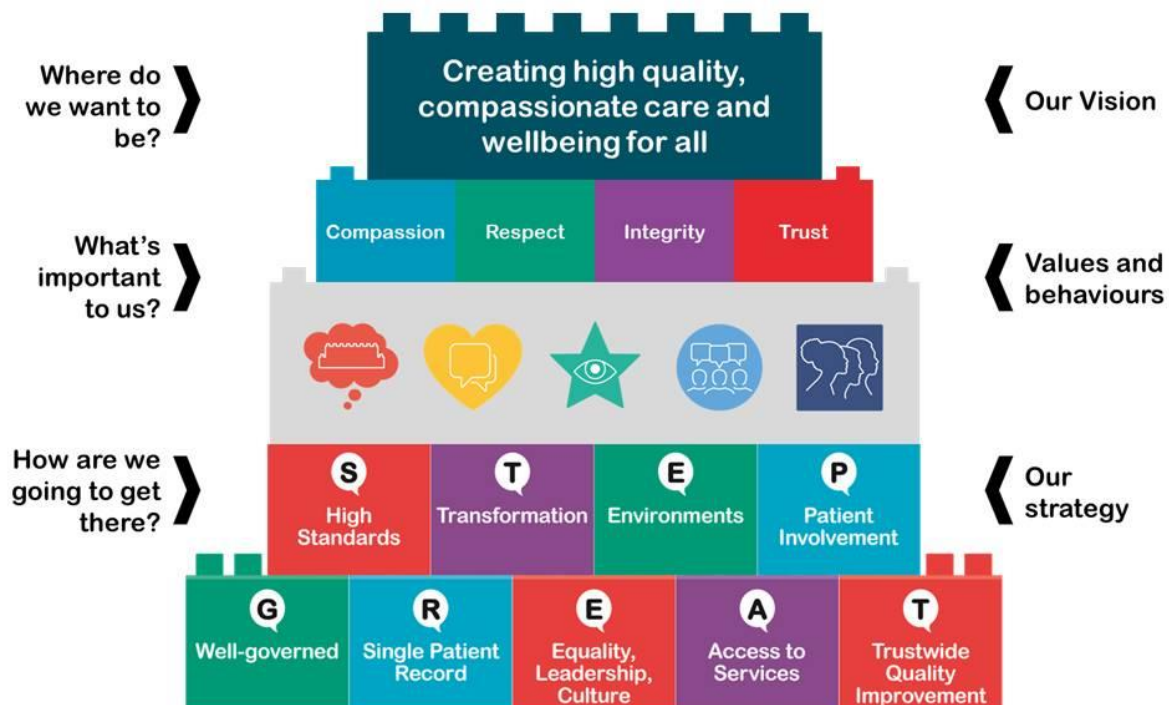 Where do
we want to
be?
Creating high quality,
compassionate care and
wellbeing for all
Our Vision
Compassion
Respect
Integrity
Trust
What's
important
to us?
Values and
behaviours
How are we
going to get
there?
S
High
Standards
T
Transformation
E
Environments
P
Patient
Involvement
Our
strategy
G
Well-governed
R
Single Patient
Record
E
Equality,
Leadership,
Culture
A
Access to
Services
T
Trustwide
Quality
Improvement